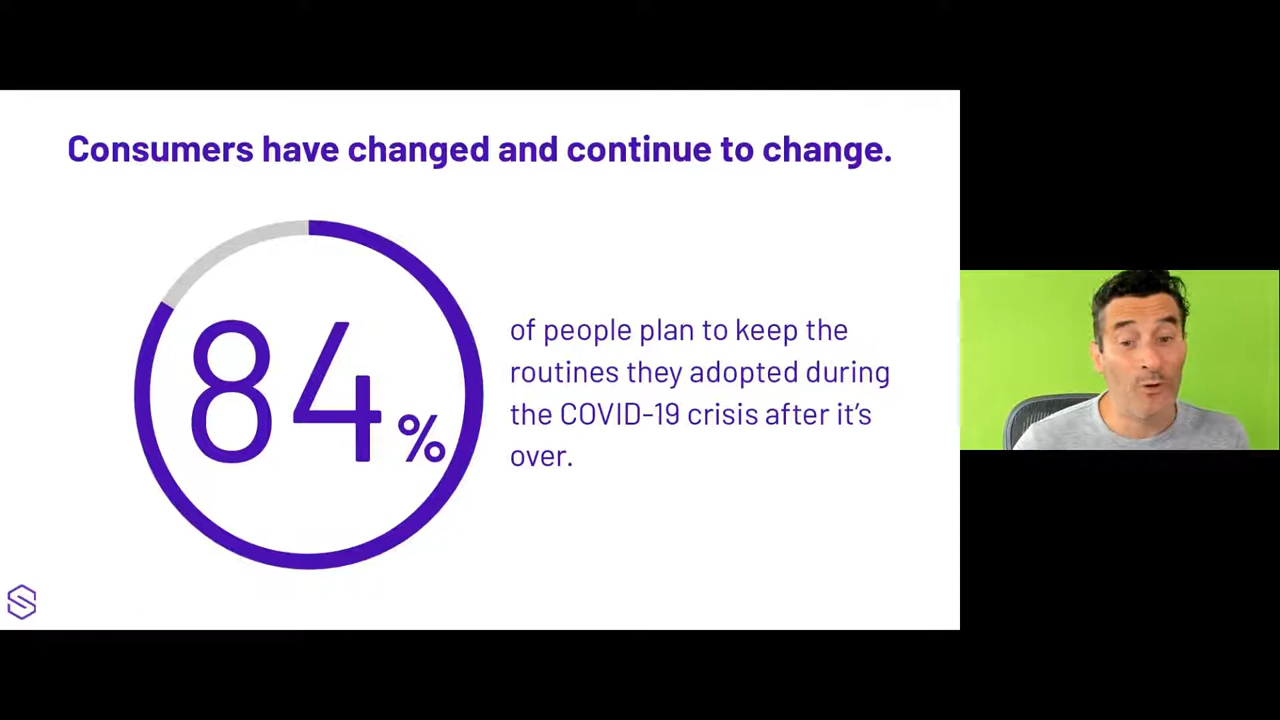 Consumers have changed and continue to change.
84%
of people plan to keep the
routines they adopted during
the COVID-19 crisis after it’s
over.